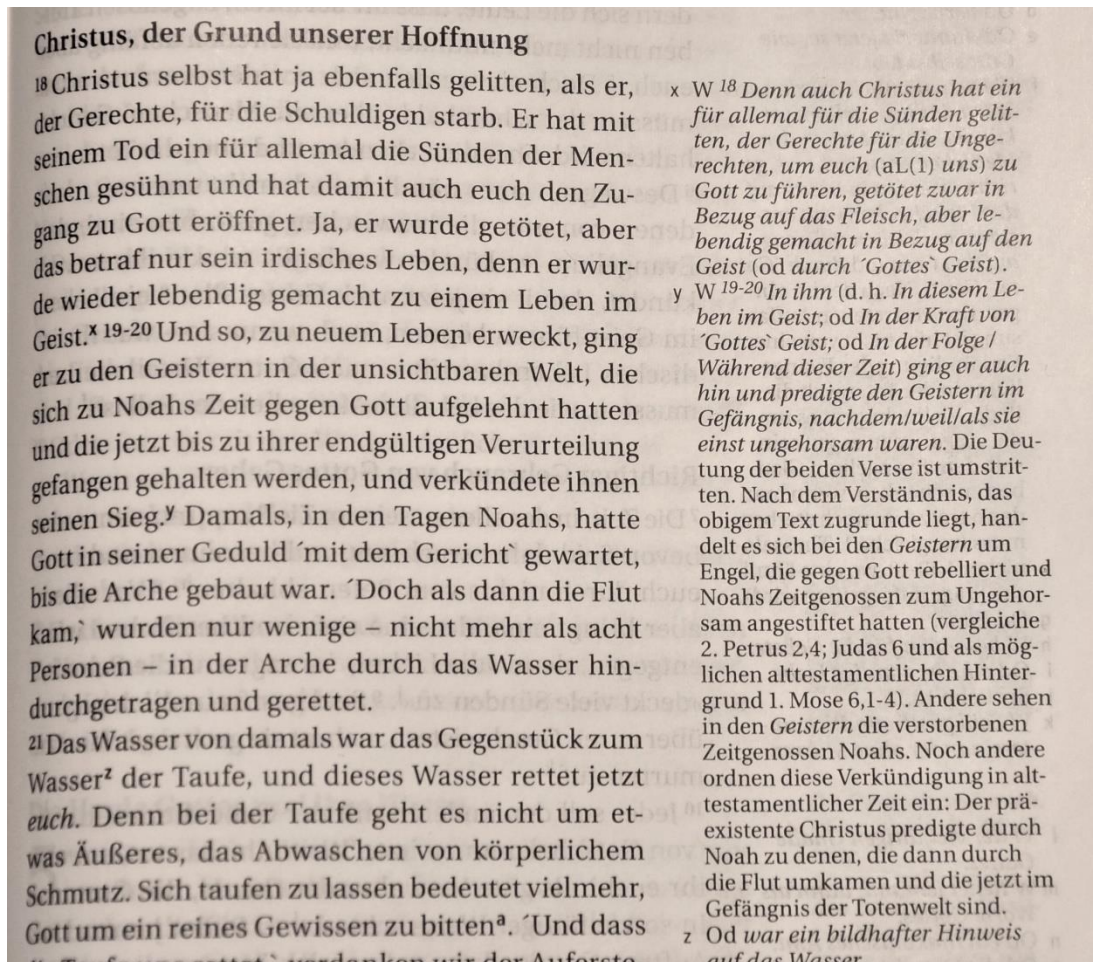 Christus, der Grund unserer Hoffnung
18 Christus selbst hat ja ebenfalls gelitten, als er,
der Gerechte, für die Schuldigen starb. Er hat mit
seinem Tod ein für allemal die Sünden der Men-
schen gesühnt und hat damit auch euch den Zu-
gang zu Gott eröffnet. Ja, er wurde getötet, aber
das betraf nur sein irdisches Leben, denn er wur-
de wieder lebendig gemacht zu einem Leben im
Geist.x 19-20 Und so, zu neuem Leben erweckt, ging
er zu den Geistern in der unsichtbaren Welt, die
sich zu Noahs Zeit gegen Gott aufgelehnt hatten
und die jetzt bis zu ihrer endgültigen Verurteilung
gefangen gehalten werden, und verkündete ihnen
seinen Sieg.y Damals, in den Tagen Noahs, hatte
Gott in seiner Geduld ´mit dem Gericht` gewartet,
bis die Arche gebaut war. ´Doch als dann die Flut
kam,` wurden nur wenige – nicht mehr als acht
Personen – in der Arche durch das Wasser hin-
durchgetragen und gerettet.
21 Das Wasser von damals war das Gegenstück zum
Wasserz der Taufe, und dieses Wasser rettet jetzt
euch. Denn bei der Taufe geht es nicht um et-
was Äußeres, das Abwaschen von körperlichem
Schmutz. Sich taufen zu lassen bedeutet vielmehr,
Gott um ein reines Gewissen zu bittena. ´Und dass
verdanken wir der Auferste-
x W 18 Denn auch Christus hat ein
für allemal für die Sünden gelit-
ten, der Gerechte für die Unge-
rechten, um euch (aL(1) uns) zu
Gott zu führen, getötet zwar in
Bezug auf das Fleisch, aber le-
bendig gemacht in Bezug auf den
Geist (od durch ´Gottes` Geist).
y W 19-20 In ihm (d. h. In diesem Le-
ben im Geist; od In der Kraft von
´Gottes` Geist; od In der Folge /
Während dieser Zeit) ging er auch
hin und predigte den Geistern im
Gefängnis, nachdem/weil/als sie
einst ungehorsam waren. Die Deu-
tung der beiden Verse ist umstrit-
ten. Nach dem Verständnis, das
obigem Text zugrunde liegt, han-
delt es sich bei den Geistern um
Engel, die gegen Gott rebelliert und
Noahs Zeitgenossen zum Ungehor-
sam angestiftet hatten (vergleiche
2. Petrus 2,4; Judas 6 und als mög-
lichen alttestamentlichen Hinter-
grund 1. Mose 6,1-4). Andere sehen
in den Geistern die verstorbenen
Zeitgenossen Noahs. Noch andere
ordnen diese Verkündigung in alt-
testamentlicher Zeit ein: Der prä-
existente Christus predigte durch
Noah zu denen, die dann durch
die Flut umkamen und die jetzt im
Gefängnis der Totenwelt sind.
z Od war ein bildhafter Hinweis
auf das Wasser